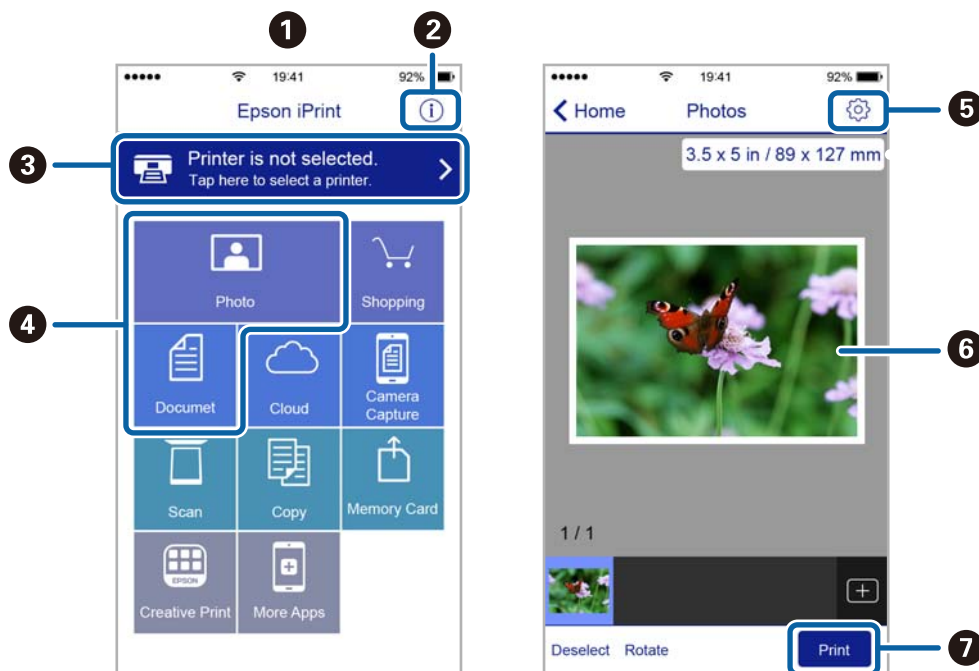 1
2
19:41
92%
Epson iPrint
i
3
Printer is not selected.
Tap here to select a printer.
4
Photo
Shopping
Documet
Cloud
Camera
Capture
Scan
Copy
Memory Card
EPSON
Creative Print
More Apps
19:41
92%
Home
Photos
5
3.5 x 5 in / 89 x 127 mm
6
1 / 1
Deselect
Rotate
Print
7